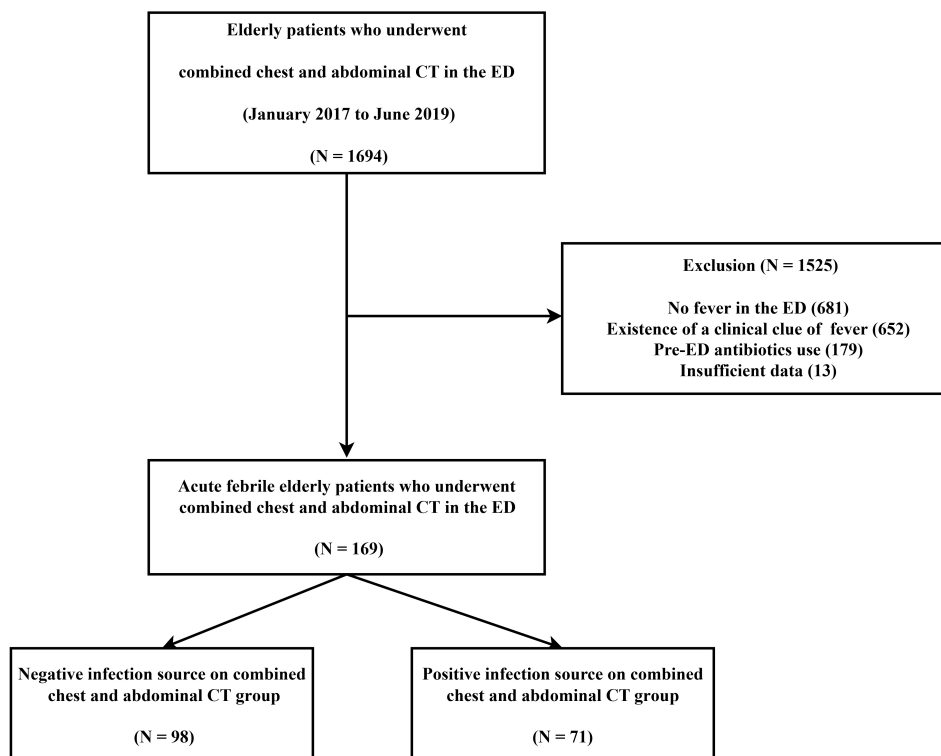 Elderly patients who underwent
combined chest and abdominal CT in the ED
(January 2017 to June 2019)
(N = 1694)
Exclusion (N = 1525)
No fever in the ED (681)
Existence of a clinical clue of fever (652)
Pre-ED antibiotics use (179)
Insufficient data (13)
Acute febrile elderly patients who underwent
combined chest and abdominal CT in the ED
(N = 169)
Negative infection source on combined
chest and abdominal CT group
(N = 98)
Positive infection source on combined
chest and abdominal CT group
(N = 71)